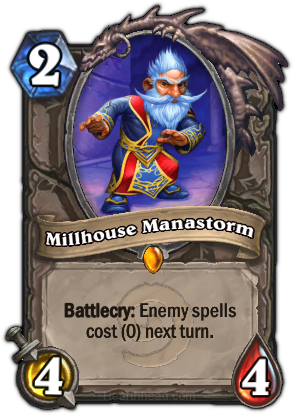 2
Millhouse Manastorm
Battlecry: Enemy spells
cost (0) next turn.
4
4